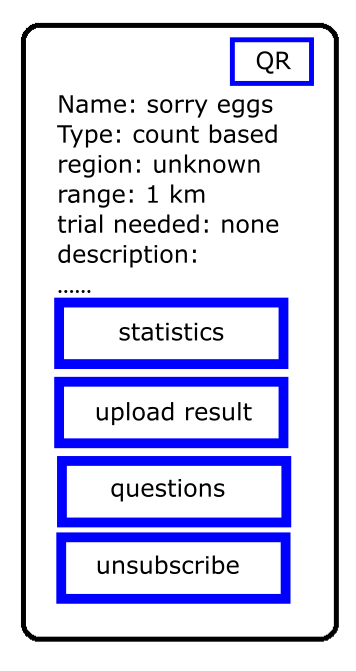 QR
Name: sorry eggs
Type: count based
region: unknown
range: 1 km
trial needed: none
description:
......
statistics
upload result
questions
unsubscribe